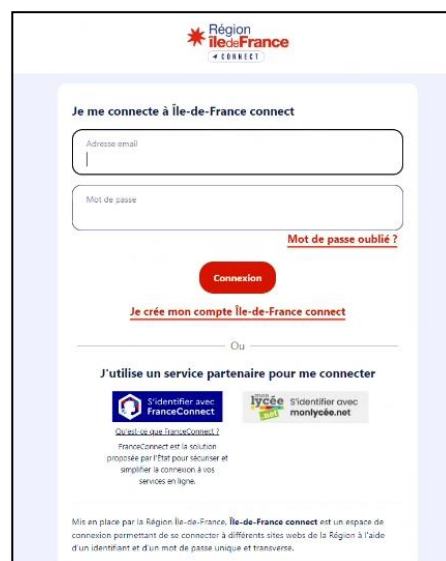 Région
îledeFrance
CONNECT
Je me connecte à Île-de-France connect
Adresse email
Mot de passe
Mot de passe oublié ?
Connexion
Je crée mon compte Île-de-France connect
Ou
J'utilise un service partenaire pour me connecter
S'identifier avec
FranceConnect
mon
lycée
.net
S'identifier avec
monlycée.net
Qu'est-ce que FranceConnect ?
FranceConnect est la solution
proposée par l'État pour sécuriser et
simplifier la connexion à vos
services en ligne.
Mis en place par la Région Île-de-France, Île-de-France connect est un espace de
connexion permettant de se connecter à différents sites webs de la Région à l'aide
d'un identifiant et d'un mot de passe unique et transverse.